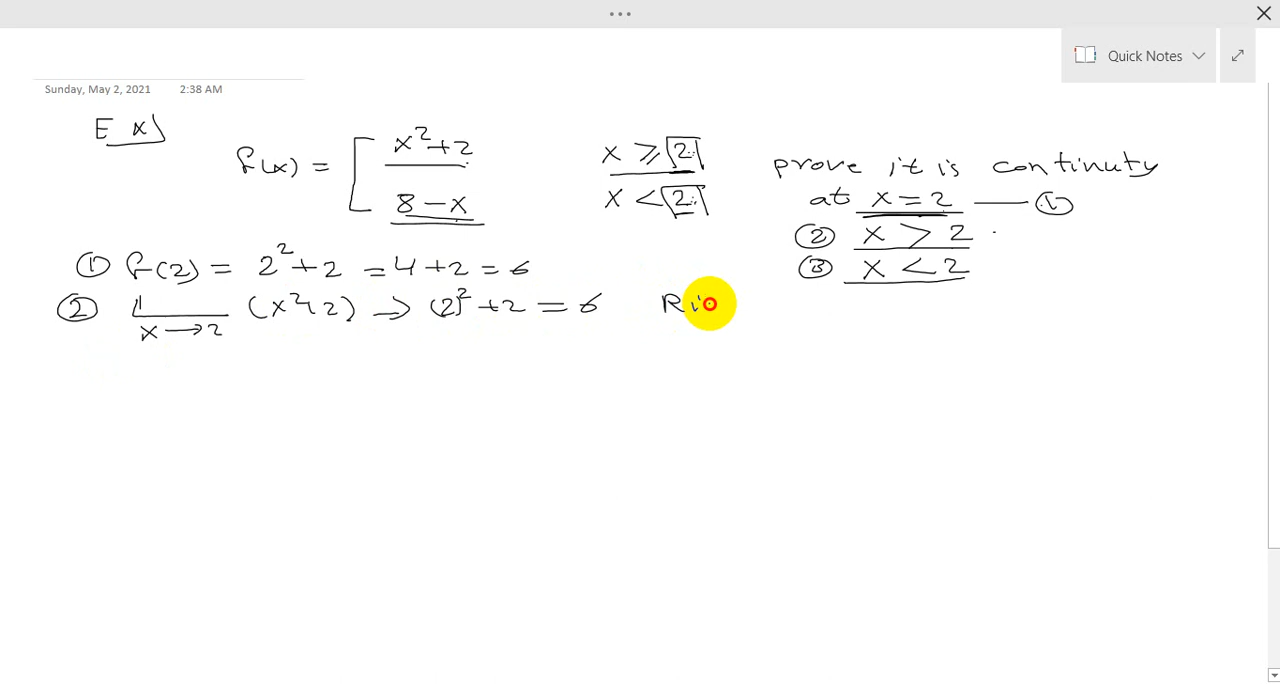 Quick Notes
Sunday, May 2, 2021 2:38 AM
Ex)
f(x) = [ x²+2 x ⩾ 2
8-x x < 2
prove it is continuity
at x=2 —— ①
② x > 2
③ x < 2
① f(2) = 2²+2 = 4+2 = 6
② x→2 (x²+2) → (2)²+2 = 6 Ri